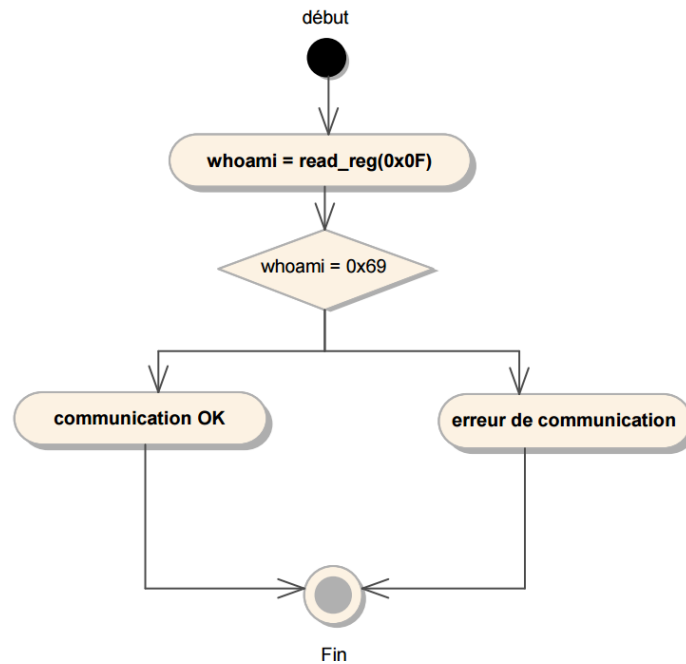 début
whoami = read_reg(0x0F)
whoami = 0x69
communication OK
erreur de communication
Fin